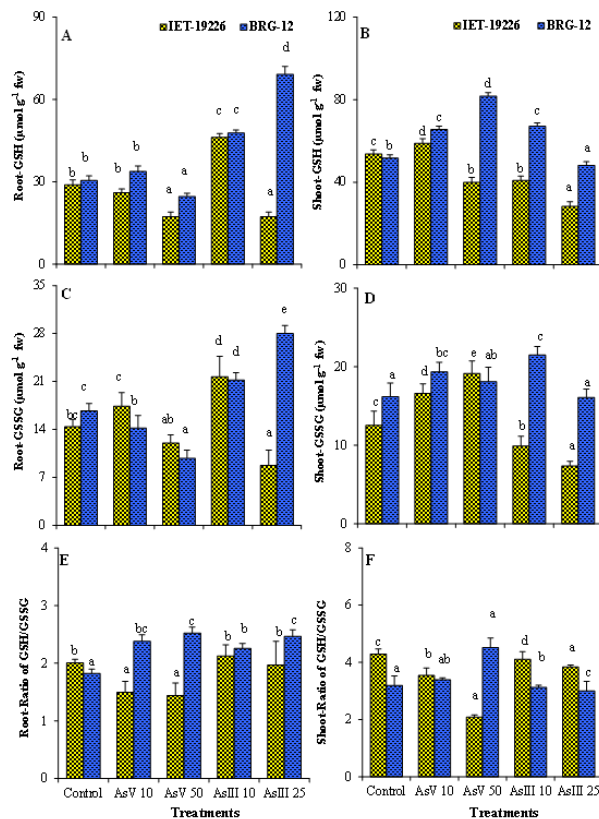 A
IET-19226 BRG-12
Root-GSH (µmol g⁻¹ fw)
90
60
30
0
b b b b a a c c a d
B
IET-19226 BRG-12
Shoot-GSH (µmol g⁻¹ fw)
120
80
40
0
c b d c b d b c a a
C
Root-GSSG (µmol g⁻¹ fw)
28
21
14
7
0
bc c c b ab a d d a e
D
Shoot-GSSG (µmol g⁻¹ fw)
30
20
10
0
c a d bc e ab b c a a
E
Root-Ratio of GSH/GSSG
4
3
2
1
0
b a a bc a c b b b c
Control AsV 10 AsV 50 AsIII 10 AsIII 25
Treatments
F
Shoot-Ratio of GSH/GSSG
8
6
4
2
0
c a b ab a a d b a c
Control AsV 10 AsV 50 AsIII 10 AsIII 25
Treatments